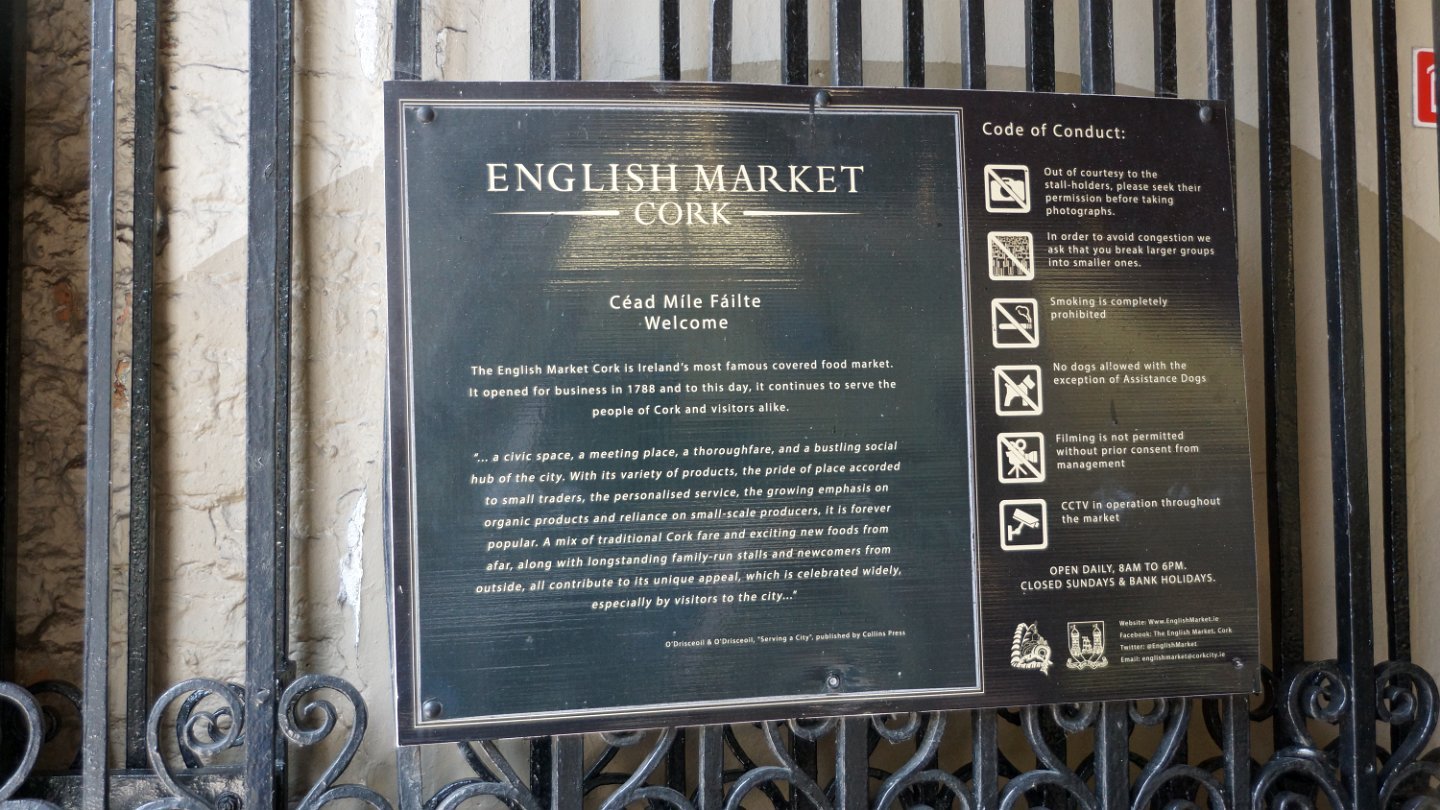 ENGLISH MARKET
CORK
Céad Míle Fáilte
Welcome
The English Market Cork is Ireland's most famous covered food market.
It opened for business in 1788 and to this day, it continues to serve the
people of Cork and visitors alike.
"... a civic space, a meeting place, a thoroughfare, and a bustling social
hub of the city. With its variety of products, the pride of place accorded
to small traders, the personalised service, the growing emphasis on
organic products and reliance on small-scale producers, it is forever
popular. A mix of traditional Cork fare and exciting new foods from
afar, along with longstanding family-run stalls and newcomers from
outside, all contribute to its unique appeal, which is celebrated widely,
especially by visitors to the city..."
O'Drisceoil & O'Drisceoil, "Serving a City", published by Collins Press
Code of Conduct:
Out of courtesy to the
stall-holders, please seek their
permission before taking
photographs.
In order to avoid congestion we
ask that you break larger groups
into smaller ones.
Smoking is completely
prohibited
No dogs allowed with the
exception of Assistance Dogs
Filming is not permitted
without prior consent from
management
CCTV in operation throughout
the market
OPEN DAILY, 8AM TO 6PM.
CLOSED SUNDAYS & BANK HOLIDAYS.
Website: Www.EnglishMarket.ie
Facebook: The English Market, Cork
Twitter: @EnglishMarket
Email: englishmarket@corkcity.ie